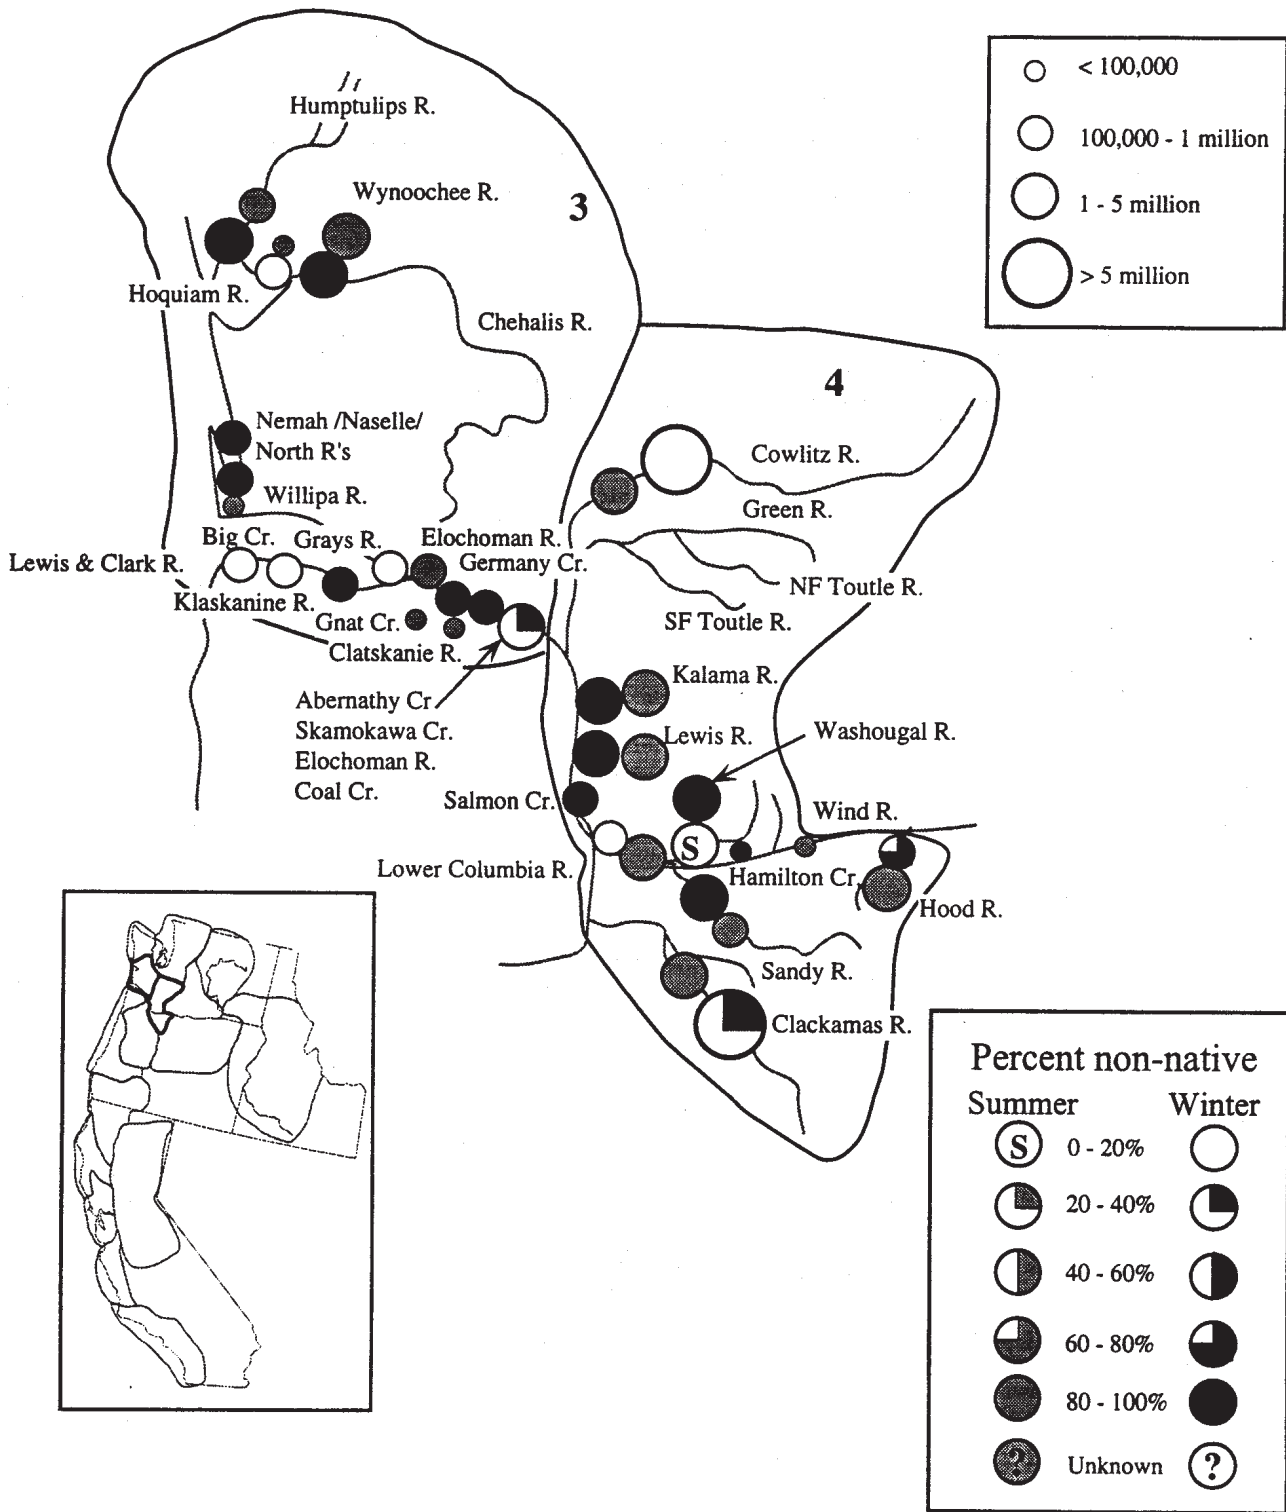 < 100,000
100,000 - 1 million
1 - 5 million
> 5 million
Humptulips R.
Wynoochee R.
3
Hoquiam R.
Chehalis R.
4
Nemah /Naselle/
North R's
Willipa R.
Cowlitz R.
Green R.
Big Cr.
Grays R.
Elochoman R.
Germany Cr.
Lewis & Clark R.
Klaskanine R.
NF Toutle R.
Gnat Cr.
SF Toutle R.
Clatskanie R.
Kalama R.
Abernathy Cr
Skamokawa Cr.
Elochoman R.
Coal Cr.
Lewis R.
Washougal R.
Salmon Cr.
Wind R.
S
Lower Columbia R.
Hamilton Cr.
Hood R.
Sandy R.
Clackamas R.
Percent non-native
Summer Winter
S 0 - 20%
20 - 40%
40 - 60%
60 - 80%
80 - 100%
? Unknown ?